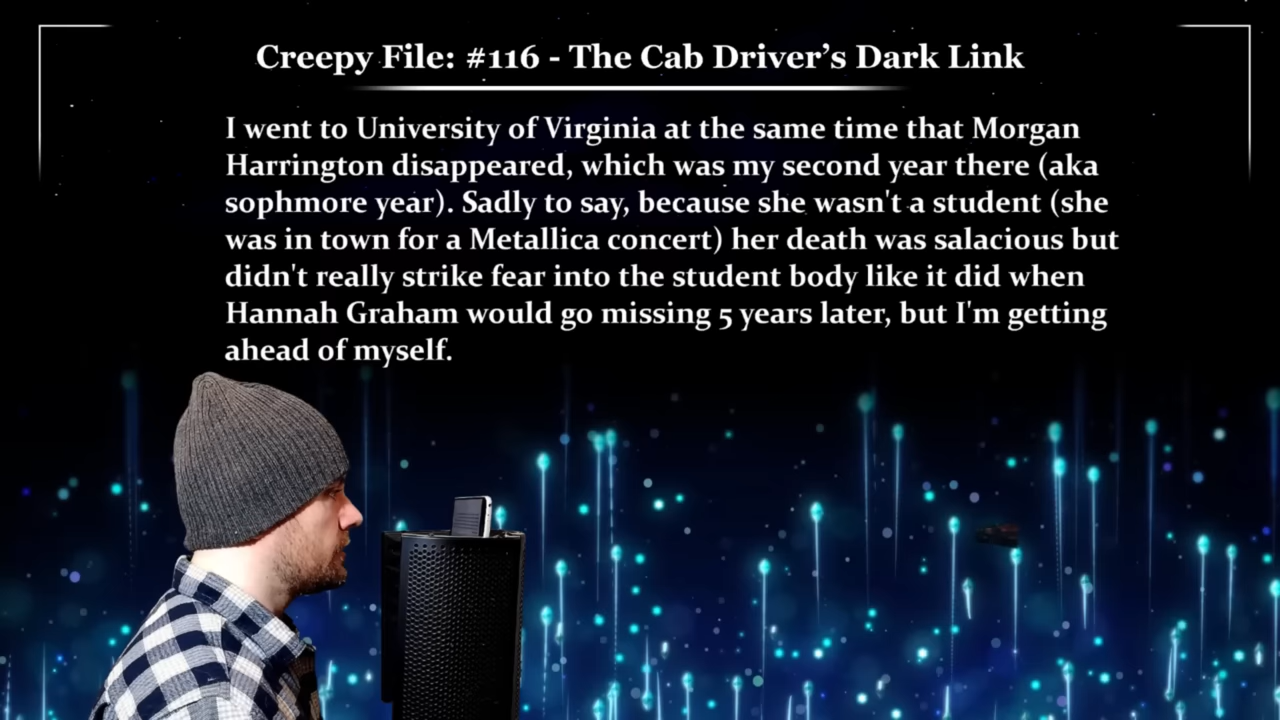 Creepy File: #116 - The Cab Driver’s Dark Link
I went to University of Virginia at the same time that Morgan
Harrington disappeared, which was my second year there (aka
sophmore year). Sadly to say, because she wasn't a student (she
was in town for a Metallica concert) her death was salacious but
didn't really strike fear into the student body like it did when
Hannah Graham would go missing 5 years later, but I'm getting
ahead of myself.